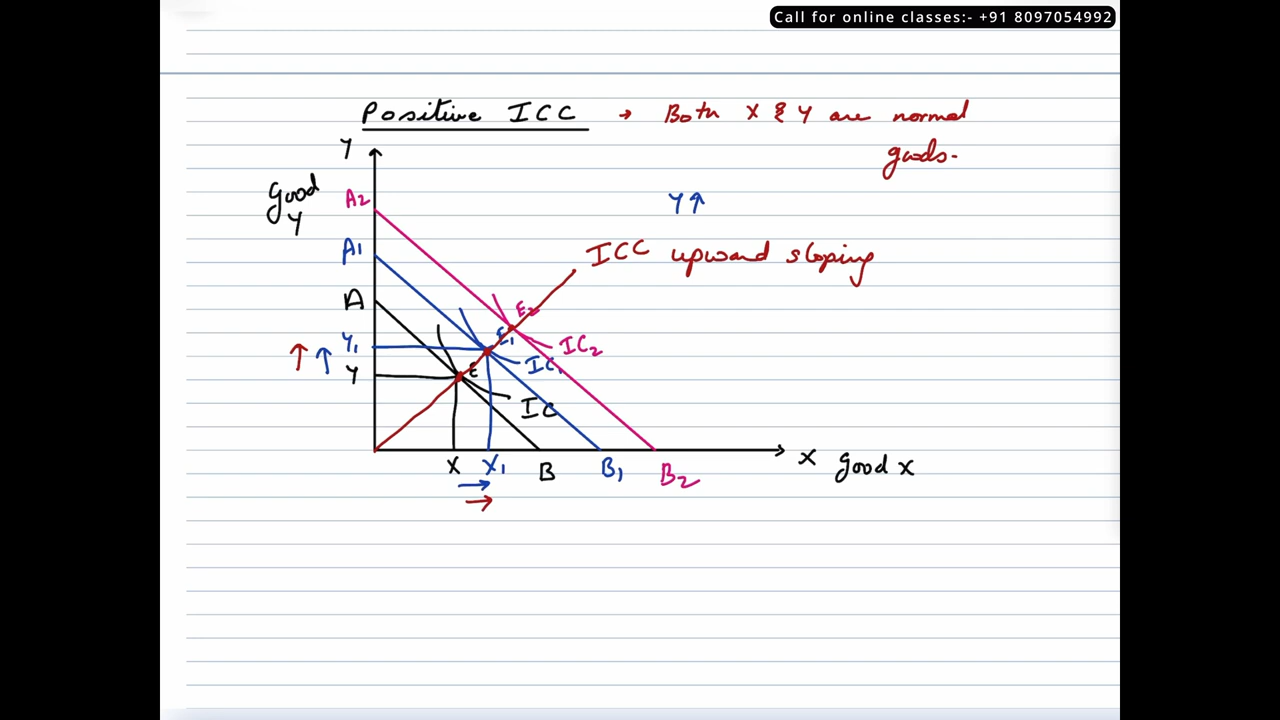 Call for online classes:- +91 8097054992
Positive ICC → Both X & Y are normal
goods.
Y
Good
Y
A2
Y↑
A1
ICC upward sloping
A
E2
E1
Y1
IC2
↑ ↑
Y
E
IC1
IC
X
X1
B
B1
B2
X Good X
→
→